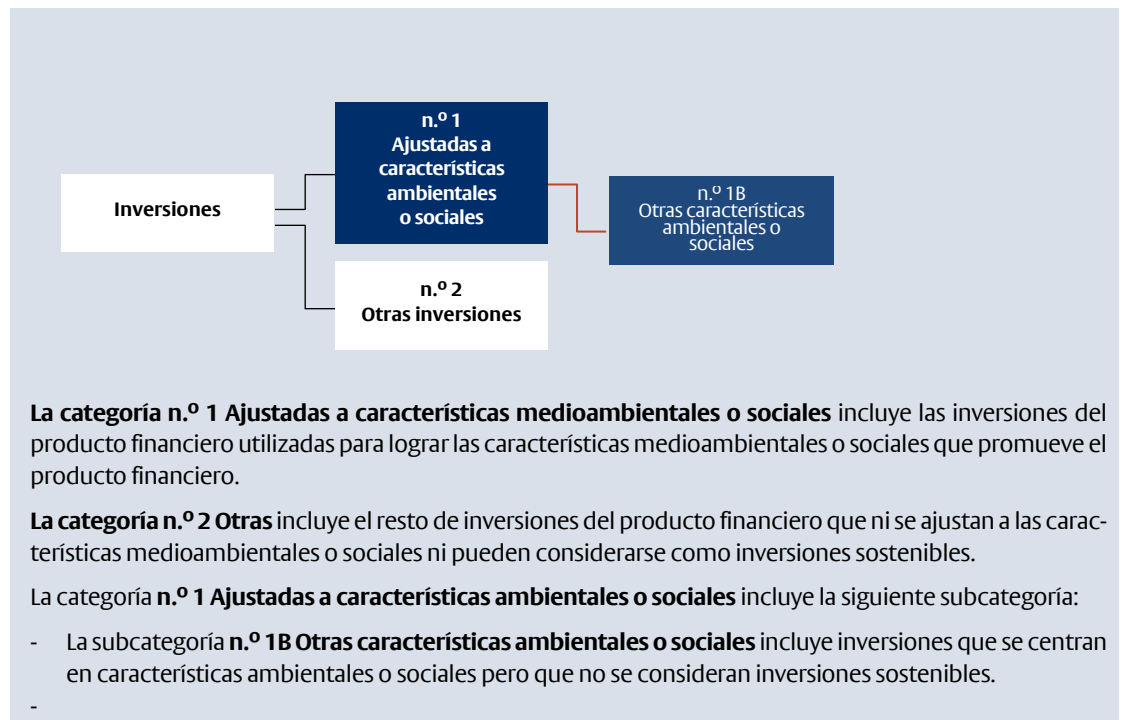 n.º 1
Ajustadas a
características
ambientales
o sociales
Inversiones
n.º 1B
Otras características
ambientales o
sociales
n.º 2
Otras inversiones
La categoría n.º 1 Ajustadas a características medioambientales o sociales incluye las inversiones del
producto financiero utilizadas para lograr las características medioambientales o sociales que promueve el
producto financiero.
La categoría n.º 2 Otras incluye el resto de inversiones del producto financiero que ni se ajustan a las carac-
terísticas medioambientales o sociales ni pueden considerarse como inversiones sostenibles.
La categoría n.º 1 Ajustadas a características ambientales o sociales incluye la siguiente subcategoría:
- La subcategoría n.º 1B Otras características ambientales o sociales incluye inversiones que se centran
en características ambientales o sociales pero que no se consideran inversiones sostenibles.
-